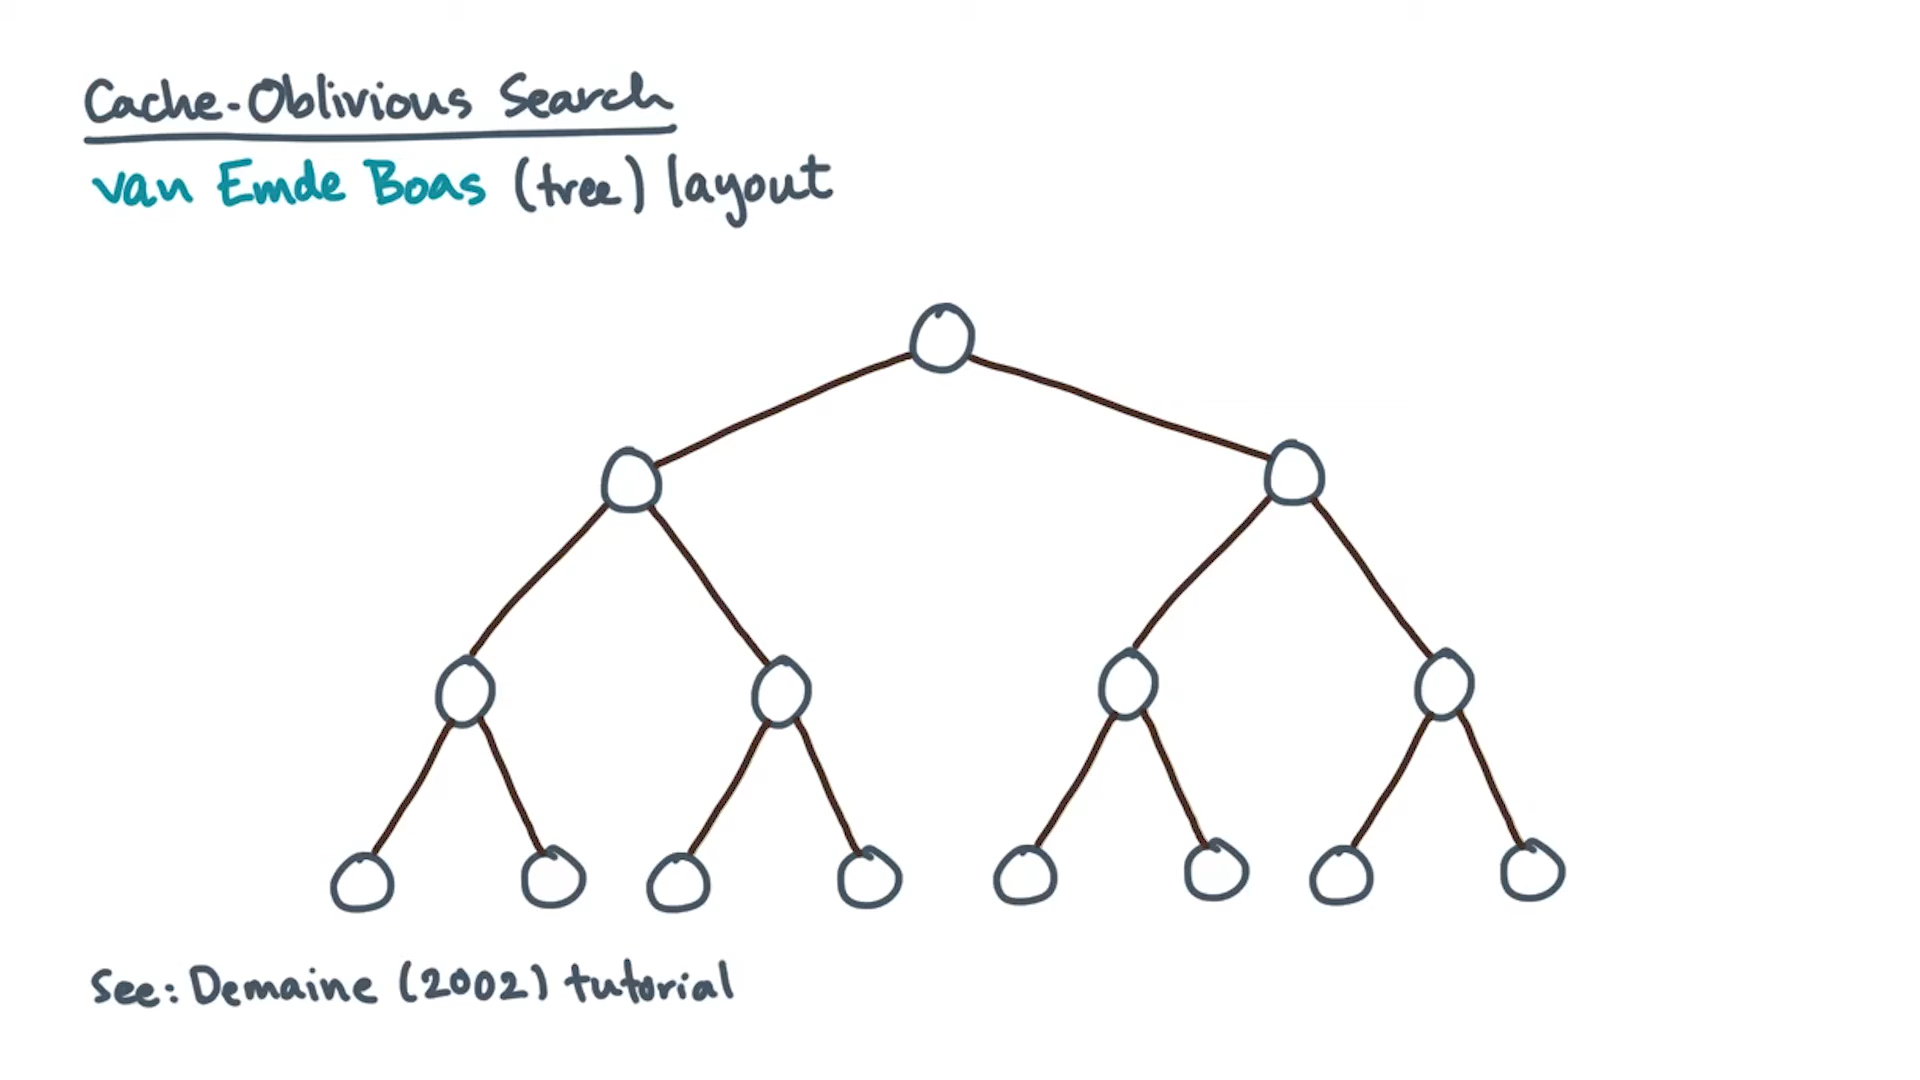 Cache-Oblivious Search
van Emde Boas (tree) layout
See: Demaine (2002) tutorial